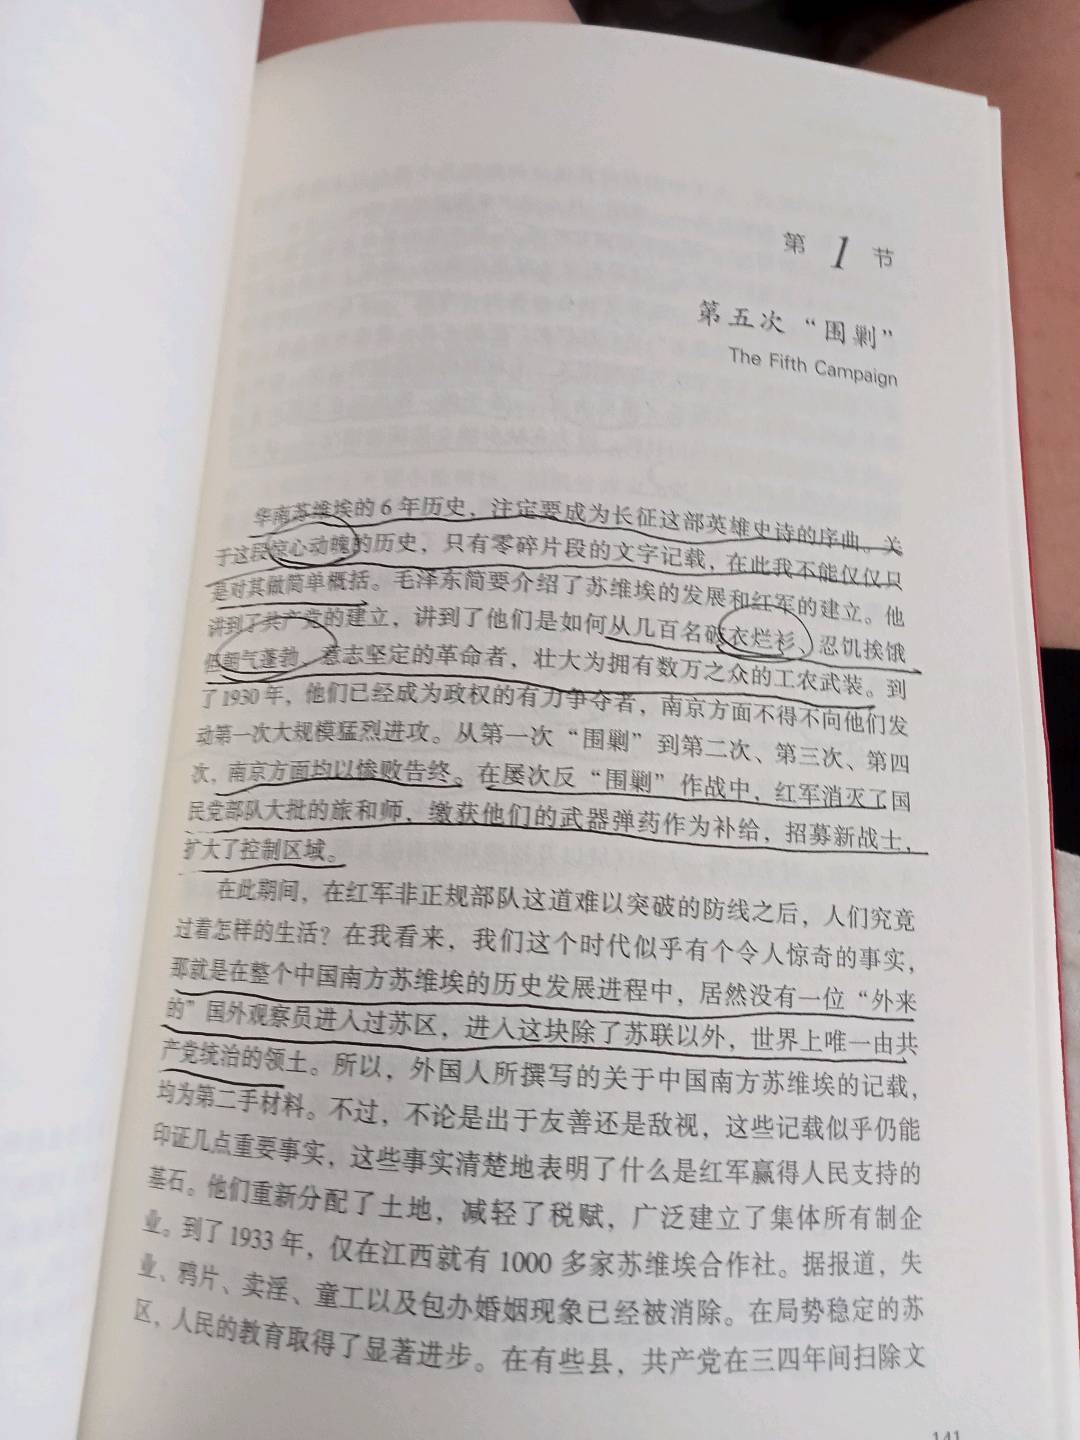 第 1 节
第五次“围剿”
The Fifth Campaign
华南苏维埃的6年历史，注定要成为长征这部英雄史诗的序曲。关
于这段惊心动魄的历史，只有零碎片段的文字记载，在此我不能仅仅只
是对其做简单概括。毛泽东简要介绍了苏维埃的发展和红军的建立。他
讲到了共产党的建立，讲到了他们是如何从几百名破衣烂衫、忍饥挨饿
但朝气蓬勃、意志坚定的革命者，壮大为拥有数万之众的工农武装。到
了1930年，他们已经成为政权的有力争夺者，南京方面不得不向他们发
动第一次大规模猛烈进攻。从第一次“围剿”到第二次、第三次、第四
次，南京方面均以惨败告终。在屡次反“围剿”作战中，红军消灭了国
民党部队大批的旅和师，缴获他们的武器弹药作为补给，招募新战士，
扩大了控制区域。
在此期间，在红军非正规部队这道难以突破的防线之后，人们究竟
过着怎样的生活？在我看来，我们这个时代似乎有个令人惊奇的事实，
那就是在整个中国南方苏维埃的历史发展进程中，居然没有一位“外来
的”国外观察员进入过苏区，进入这块除了苏联以外，世界上唯一由共
产党统治的领土。所以，外国人所撰写的关于中国南方苏维埃的记载，
均为第二手材料。不过，不论是出于友善还是敌视，这些记载似乎仍能
印证几点重要事实，这些事实清楚地表明了什么是红军赢得人民支持的
基石。他们重新分配了土地，减轻了税赋，广泛建立了集体所有制企
业。到了1933年，仅在江西就有1000多家苏维埃合作社。据报道，失
业、鸦片、卖淫、童工以及包办婚姻现象已经被消除。在局势稳定的苏
区，人民的教育取得了显著进步。在有些县，共产党在三四年间扫除文
141